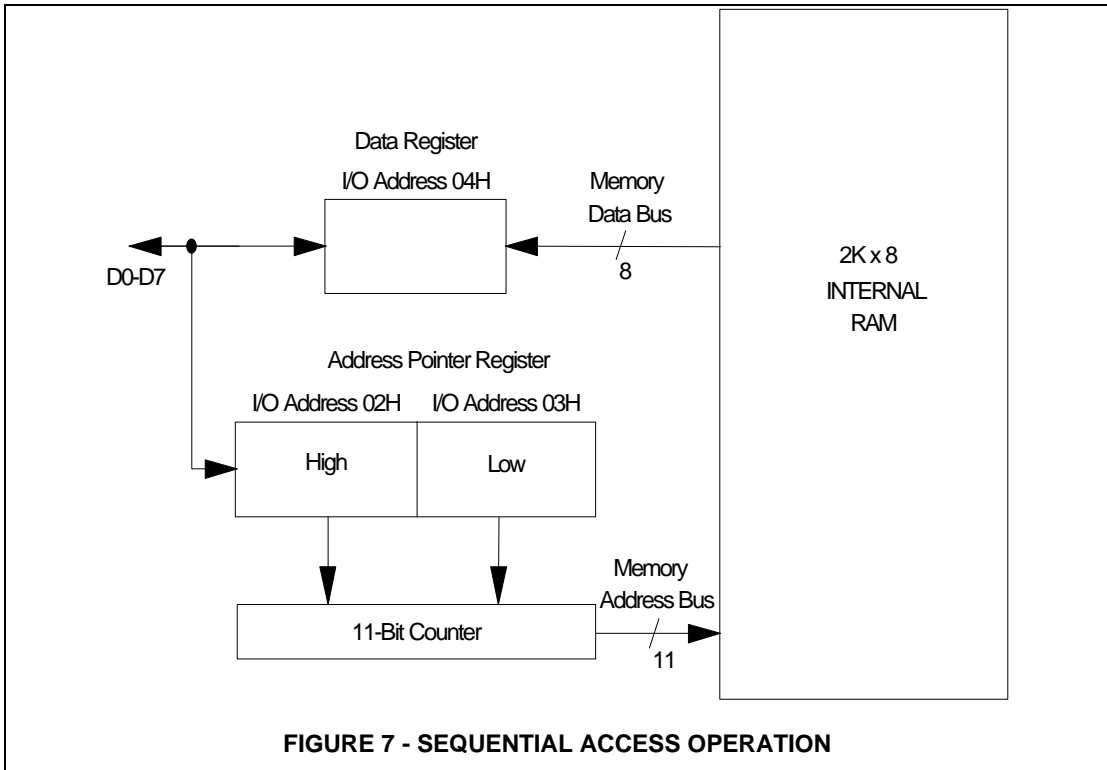 Data Register
I/O Address 04H
Memory
Data Bus
8
D0-D7
2K x 8
INTERNAL
RAM
Address Pointer Register
I/O Address 02H
I/O Address 03H
High
Low
Memory
Address Bus
11-Bit Counter
11
FIGURE 7 - SEQUENTIAL ACCESS OPERATION